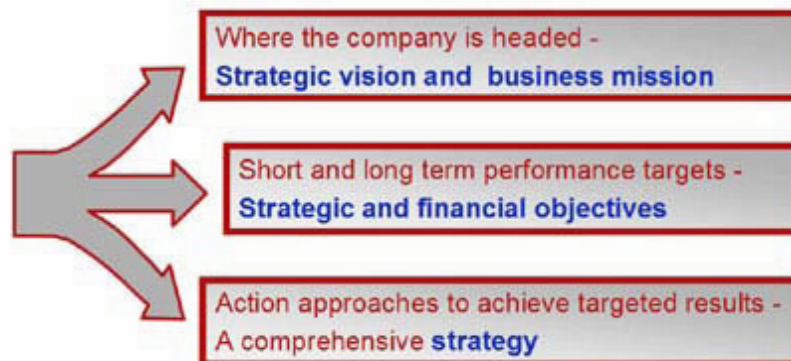 Where the company is headed -
Strategic vision and business mission
Short and long term performance targets -
Strategic and financial objectives
Action approaches to achieve targeted results -
A comprehensive strategy